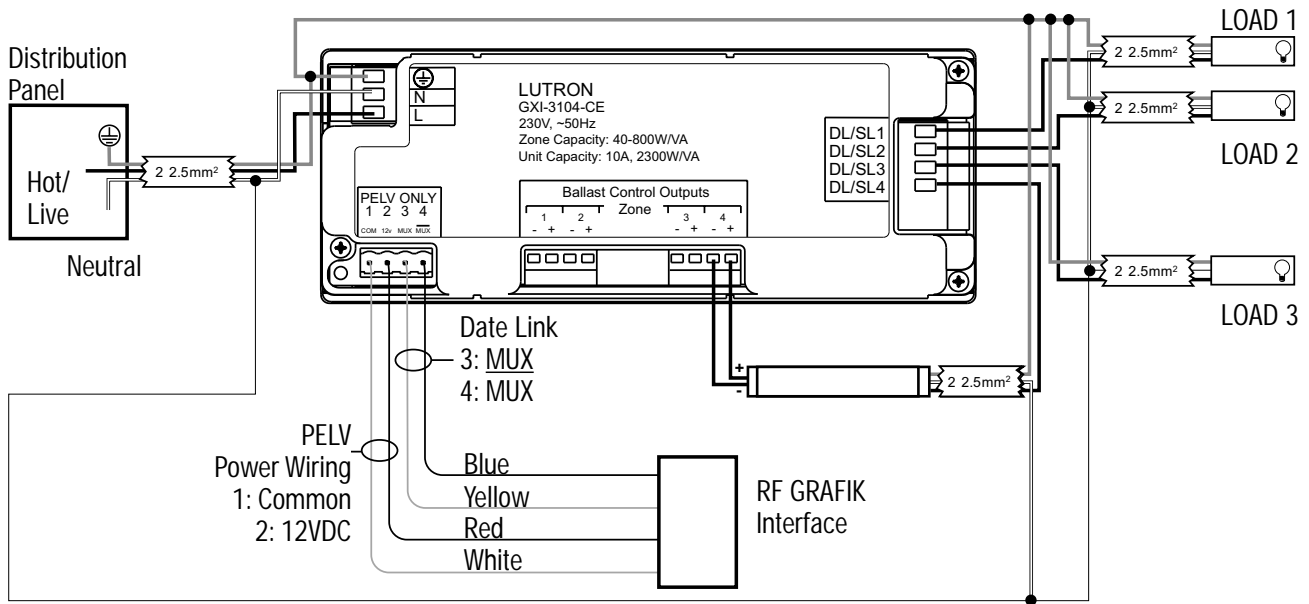 Distribution
Panel
Hot/
Live
Neutral
2 2.5mm²
N
L
LUTRON
GXI-3104-CE
230V, ~50Hz
Zone Capacity: 40-800W/VA
Unit Capacity: 10A, 2300W/VA
DL/SL1
DL/SL2
DL/SL3
DL/SL4
PELV ONLY
1 2 3 4
COM 12v MUX MUX
Ballast Control Outputs
Zone
1 2 3 4
- + - + - + - +
LOAD 1
2 2.5mm²
2 2.5mm²
LOAD 2
2 2.5mm²
LOAD 3
Date Link
3: MUX
4: MUX
+
-
2 2.5mm²
PELV
Power Wiring
1: Common
2: 12VDC
Blue
Yellow
Red
White
RF GRAFIK
Interface